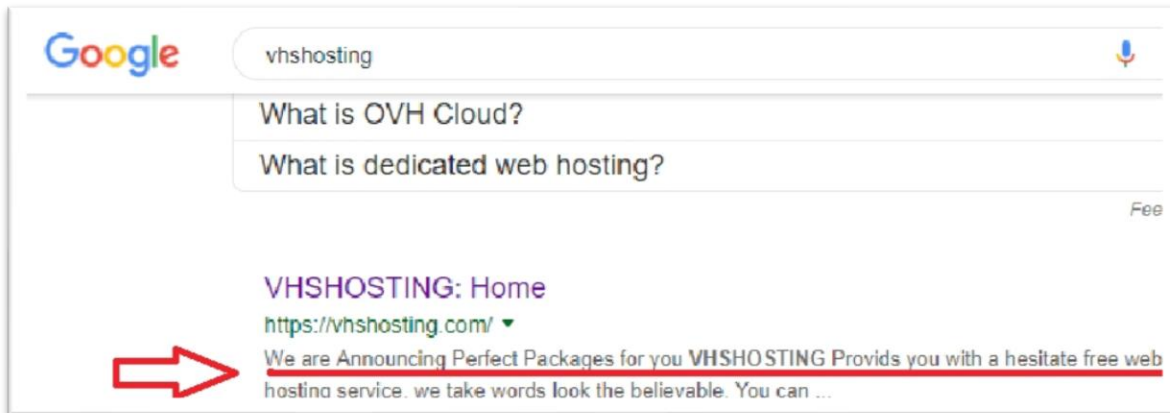 Google
vhshosting
What is OVH Cloud?
What is dedicated web hosting?
Fee
VHSHOSTING: Home
https://vhshosting.com/
We are Announcing Perfect Packages for you VHSHOSTING Provids you with a hesitate free web
hosting service. we take words look the believable. You can ...